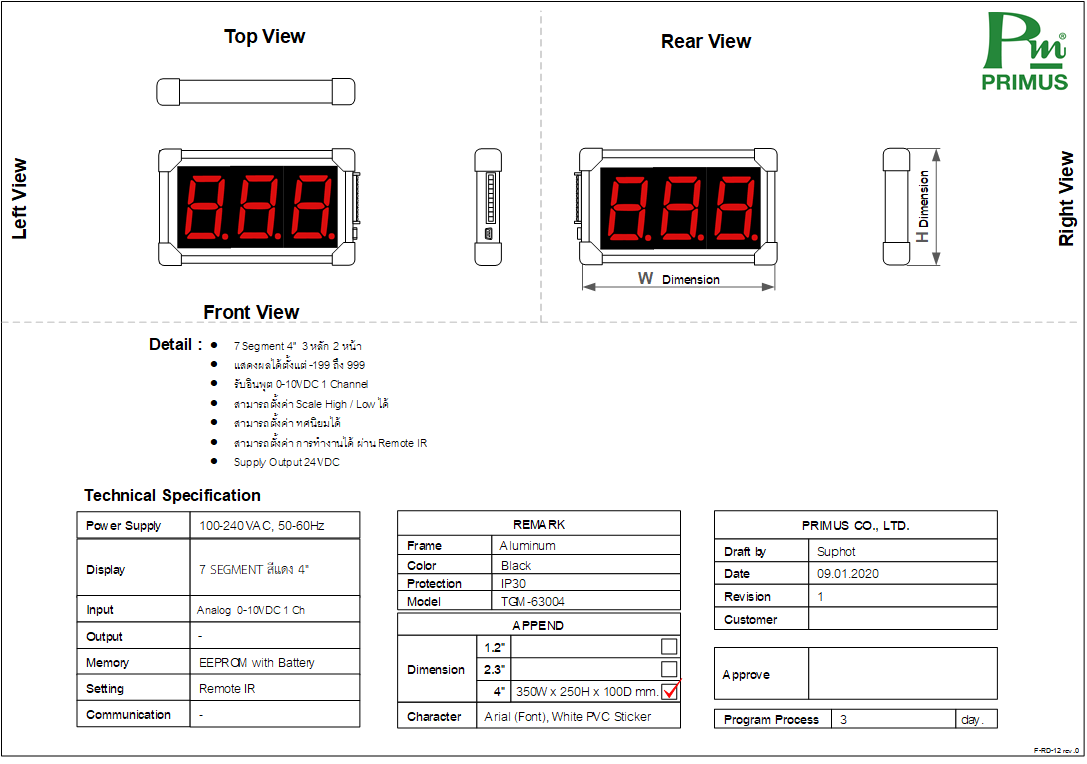 Top View
Rear View
Pm®
PRIMUS
Left View
8.8.8.
8.8.8.
H Dimension
Right View
W Dimension
Front View
Detail :
● 7 Segment 4" 3 หลัก 2 หน้า
● แสดงผลได้ตั้งแต่ -199 ถึง 999
● รับอินพุต 0-10VDC 1 Channel
● สามารถตั้งค่า Scale High / Low ได้
● สามารถตั้งค่า ทศนิยมได้
● สามารถตั้งค่า การทำงานได้ ผ่าน Remote IR
● Supply Output 24VDC
Technical Specification
Power Supply 100-240 VAC, 50-60Hz
Display 7 SEGMENT สีแดง 4"
Input Analog 0-10VDC 1 Ch
Output -
Memory EEPROM with Battery
Setting Remote IR
Communication -
REMARK
Frame Aluminum
Color Black
Protection IP30
Model TGM-63004
APPEND
Dimension
1.2"
2.3"
4" 350W x 250H x 100D mm.
Character Arial (Font), White PVC Sticker
PRIMUS CO., LTD.
Draft by Suphot
Date 09.01.2020
Revision 1
Customer
Approve
Program Process 3 day.
F-RD-12 rev .0